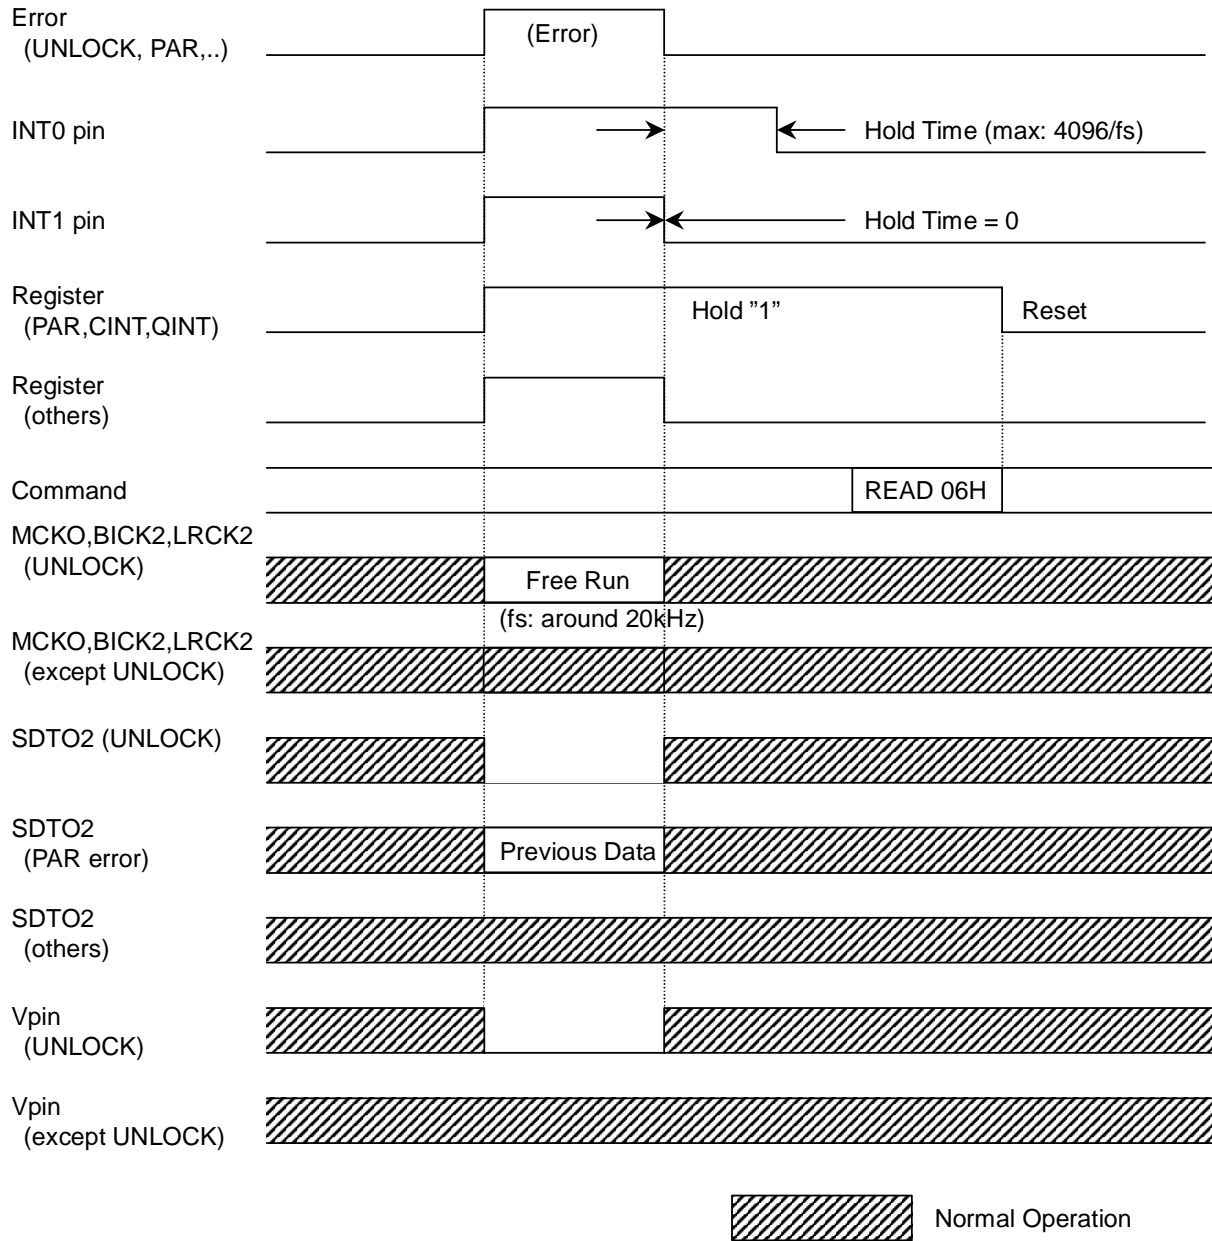 Error
(UNLOCK, PAR,..)
(Error)
INT0 pin
Hold Time (max: 4096/fs)
INT1 pin
Hold Time = 0
Register
(PAR,CINT,QINT)
Hold ”1”
Reset
Register
(others)
Command
READ 06H
MCKO,BICK2,LRCK2
(UNLOCK)
Free Run
(fs: around 20kHz)
MCKO,BICK2,LRCK2
(except UNLOCK)
SDTO2 (UNLOCK)
SDTO2
(PAR error)
Previous Data
SDTO2
(others)
Vpin
(UNLOCK)
Vpin
(except UNLOCK)
Normal Operation